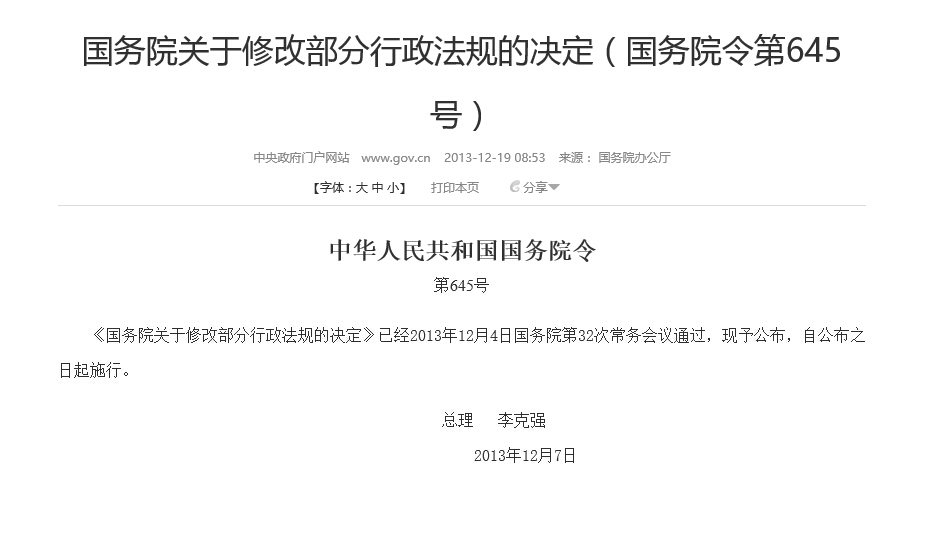 国务院关于修改部分行政法规的决定（国务院令第645
号）
中央政府门户网站 www.gov.cn 2013-12-19 08:53 来源： 国务院办公厅
【字体：大 中 小】 打印本页 分享
中华人民共和国国务院令
第645号
《国务院关于修改部分行政法规的决定》已经2013年12月4日国务院第32次常务会议通过，现予公布，自公布之
日起施行。
总理 李克强
2013年12月7日